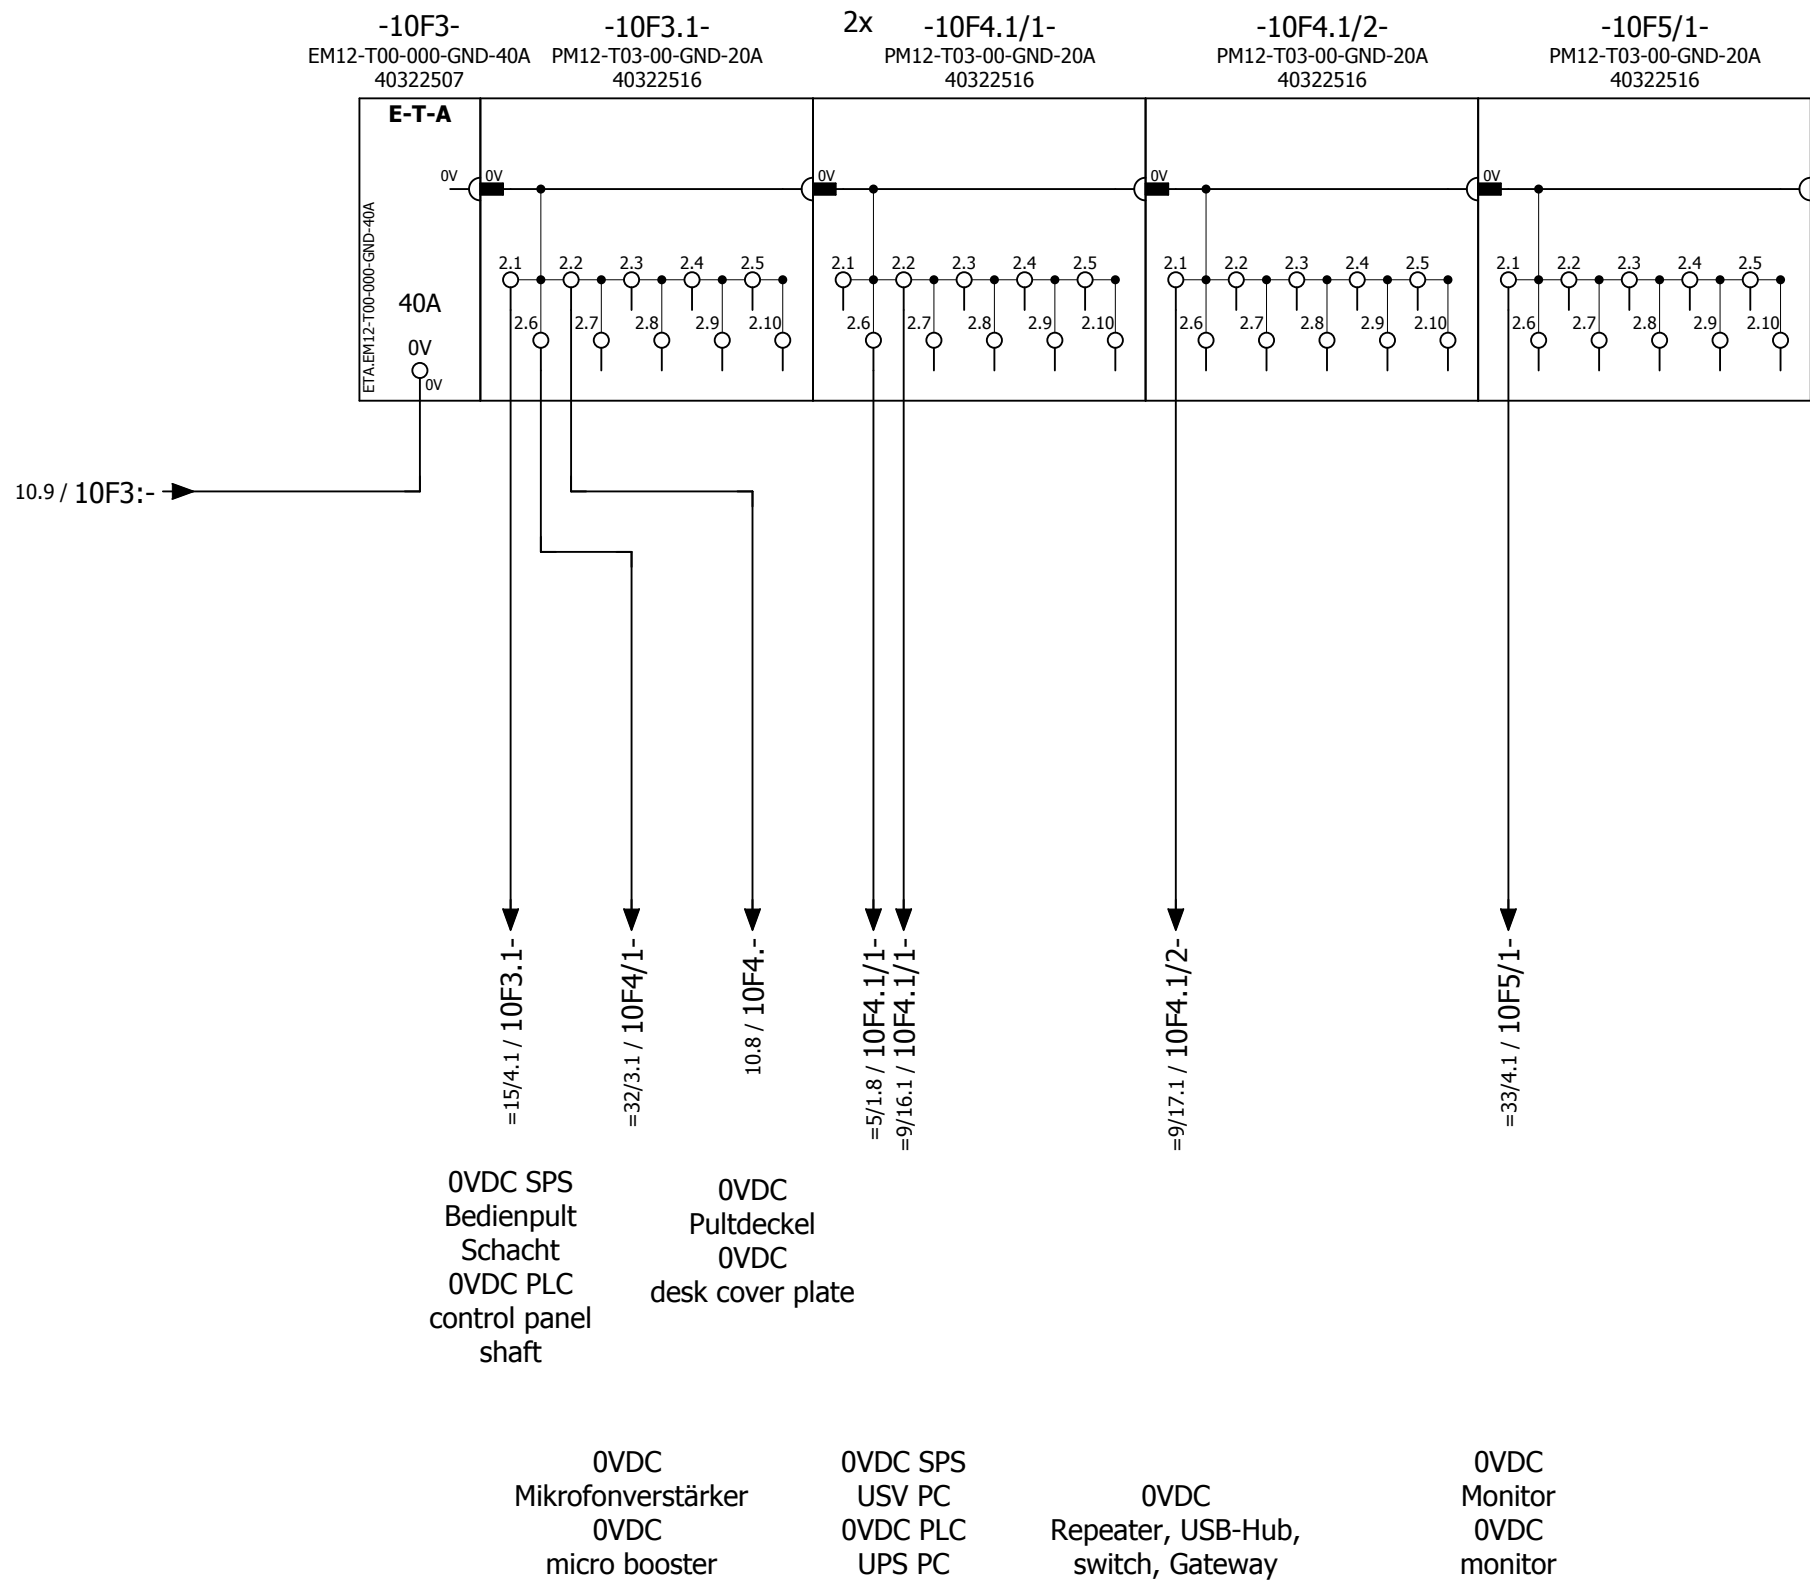 -10F3-
EM12-T00-000-GND-40A
40322507
-10F3.1-
PM12-T03-00-GND-20A
40322516
2x
-10F4.1/1-
PM12-T03-00-GND-20A
40322516
-10F4.1/2-
PM12-T03-00-GND-20A
40322516
-10F5/1-
PM12-T03-00-GND-20A
40322516
E-T-A
ETA.EM12-T00-000-GND-40A
0V
40A
0V
0V
0V
2.1 2.2 2.3 2.4 2.5
2.6 2.7 2.8 2.9 2.10
0V
2.1 2.2 2.3 2.4 2.5
2.6 2.7 2.8 2.9 2.10
0V
2.1 2.2 2.3 2.4 2.5
2.6 2.7 2.8 2.9 2.10
0V
2.1 2.2 2.3 2.4 2.5
2.6 2.7 2.8 2.9 2.10
10.9 / 10F3:-
=15/4.1 / 10F3.1-
=32/3.1 / 10F4/1-
10.8 / 10F4.-
=5/1.8 / 10F4.1/1-
=9/16.1 / 10F4.1/1-
=9/17.1 / 10F4.1/2-
=33/4.1 / 10F5/1-
0VDC SPS
Bedienpult
Schacht
0VDC PLC
control panel
shaft
0VDC
Pultdeckel
0VDC
desk cover plate
0VDC
Mikrofonverstärker
0VDC
micro booster
0VDC SPS
USV PC
0VDC PLC
UPS PC
0VDC
Repeater, USB-Hub,
switch, Gateway
0VDC
Monitor
0VDC
monitor